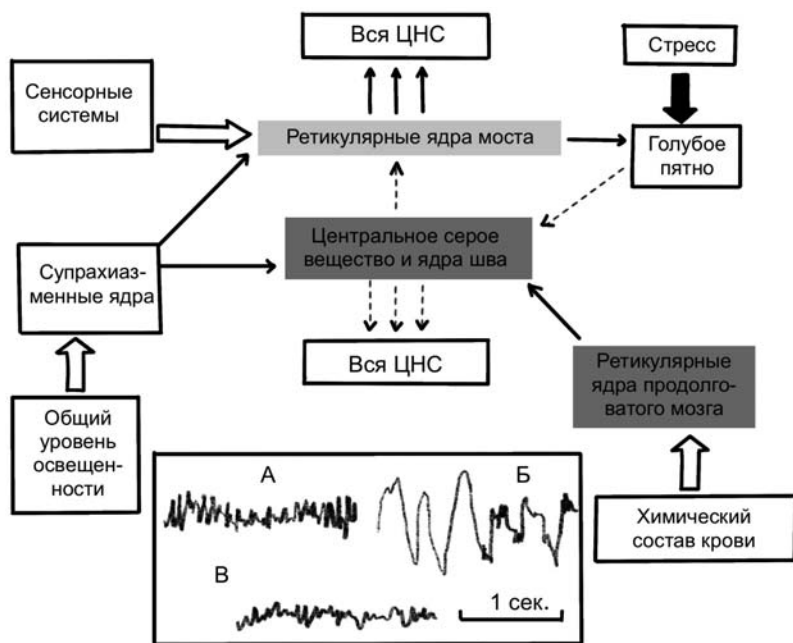 Вся ЦНС
Стресс
Сенсорные
системы
Ретикулярные ядра моста
Голубое
пятно
Центральное серое
вещество и ядра шва
Супрахиаз-
менные ядра
Вся ЦНС
Ретикулярные
ядра продолго-
ватого мозга
Общий
уровень
освещен-
ности
Химический
состав крови
А
Б
В
1 сек.